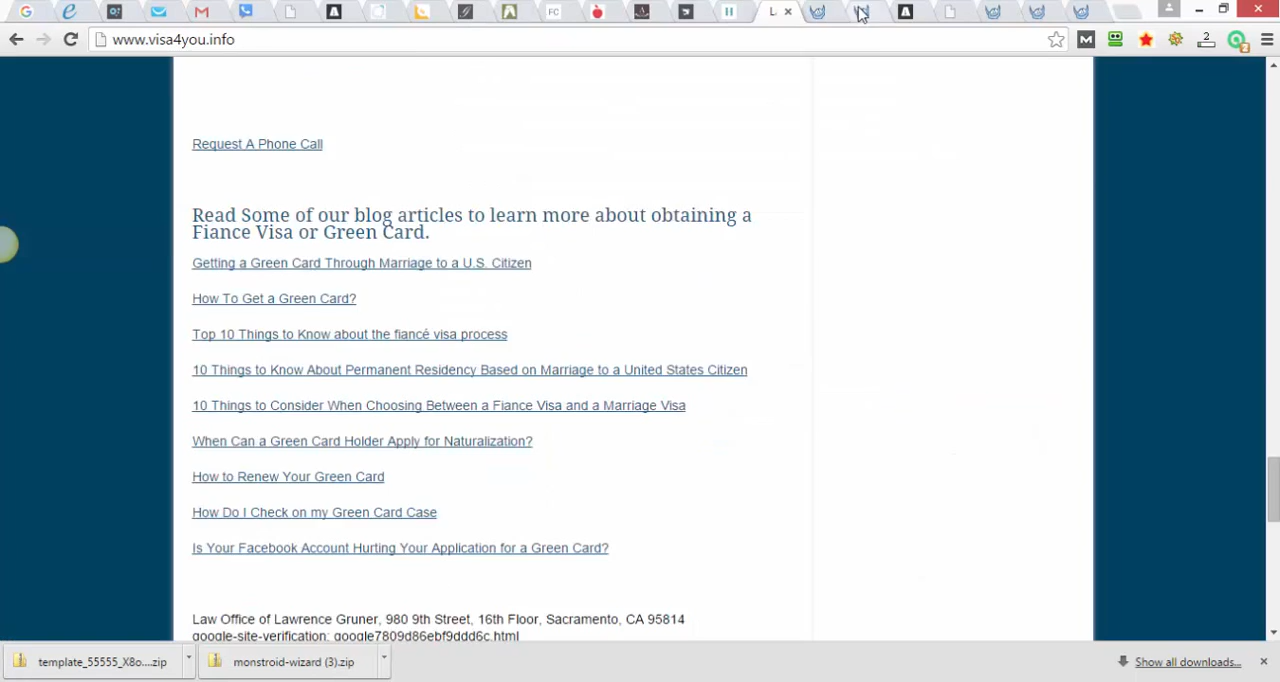 L
FC
www.visa4you.info
M
2
2
Request A Phone Call
Read Some of our blog articles to learn more about obtaining a
Fiance Visa or Green Card.
Getting a Green Card Through Marriage to a U.S. Citizen
How To Get a Green Card?
Top 10 Things to Know about the fiancé visa process
10 Things to Know About Permanent Residency Based on Marriage to a United States Citizen
10 Things to Consider When Choosing Between a Fiance Visa and a Marriage Visa
When Can a Green Card Holder Apply for Naturalization?
How to Renew Your Green Card
How Do I Check on my Green Card Case
Is Your Facebook Account Hurting Your Application for a Green Card?
Law Office of Lawrence Gruner, 980 9th Street, 16th Floor, Sacramento, CA 95814
google-site-verification: google7809d86ebf9ddd6c.html
template_55555_X8o....zip
monstroid-wizard (3).zip
Show all downloads...